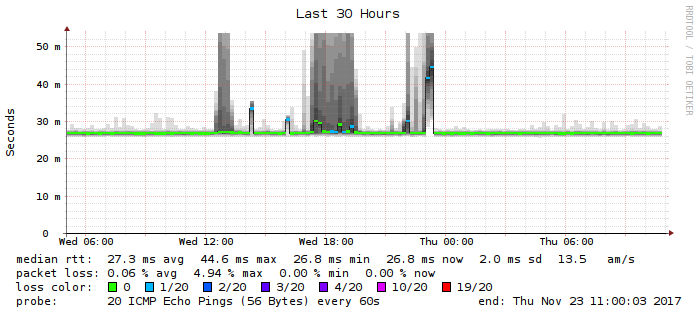 Last 30 Hours
RRDTOOL / TOBI OETIKER
Seconds
50 m
40 m
30 m
20 m
10 m
0
Wed 06:00 Wed 12:00 Wed 18:00 Thu 00:00 Thu 06:00
median rtt: 27.3 ms avg 44.6 ms max 26.8 ms min 26.8 ms now 2.0 ms sd 13.5 am/s
packet loss: 0.06 % avg 4.94 % max 0.00 % min 0.00 % now
loss color: 0 1/20 2/20 3/20 4/20 10/20 19/20
probe: 20 ICMP Echo Pings (56 Bytes) every 60s end: Thu Nov 23 11:00:03 2017